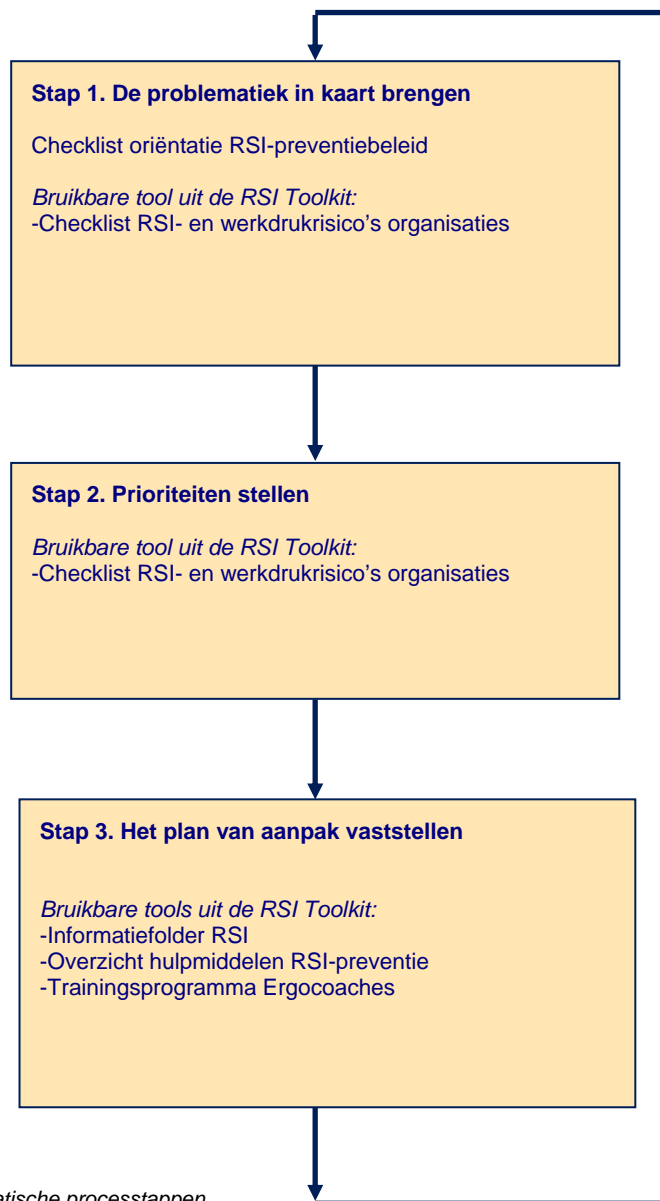 Stap 1. De problematiek in kaart brengen
Checklist oriëntatie RSI-preventiebeleid
Bruikbare tool uit de RSI Toolkit:
-Checklist RSI- en werkdrukrisico’s organisaties
Stap 2. Prioriteiten stellen
Bruikbare tool uit de RSI Toolkit:
-Checklist RSI- en werkdrukrisico’s organisaties
Stap 3. Het plan van aanpak vaststellen
Bruikbare tools uit de RSI Toolkit:
-Informatiefolder RSI
-Overzicht hulpmiddelen RSI-preventie
-Trainingsprogramma Ergocoaches
processtappen